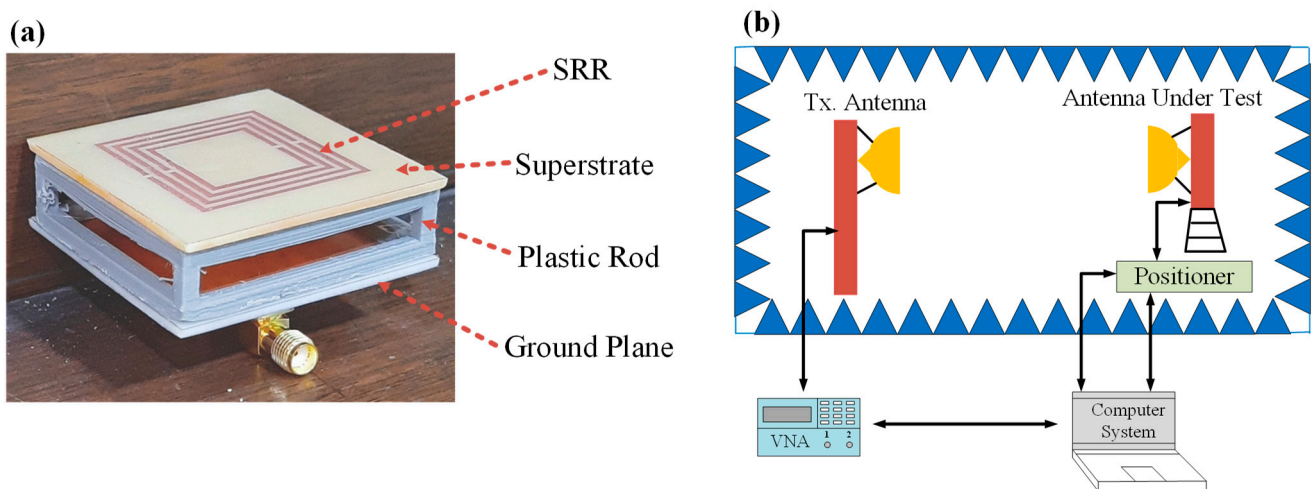 (a)
SRR
Superstrate
Plastic Rod
Ground Plane
(b)
Tx. Antenna
Antenna Under Test
Positioner
VNA
1 2
Computer
System